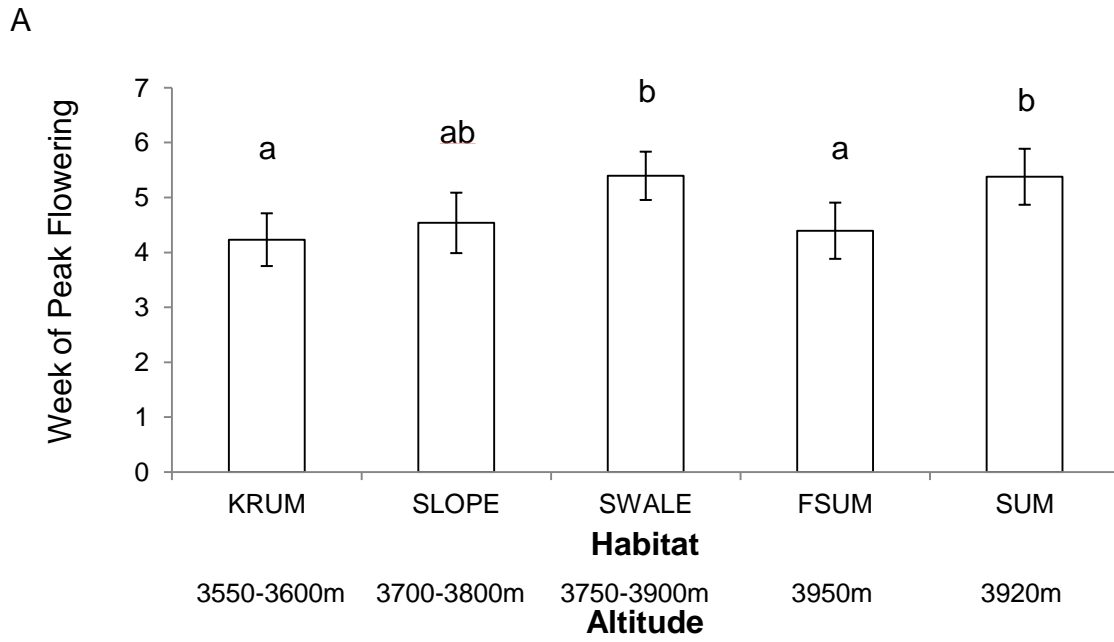 A
Week of Peak Flowering
7
6
5
4
3
2
1
0
a
ab
b
a
b
KRUM SLOPE SWALE FSUM SUM
Habitat
3550-3600m 3700-3800m 3750-3900m 3950m 3920m
Altitude